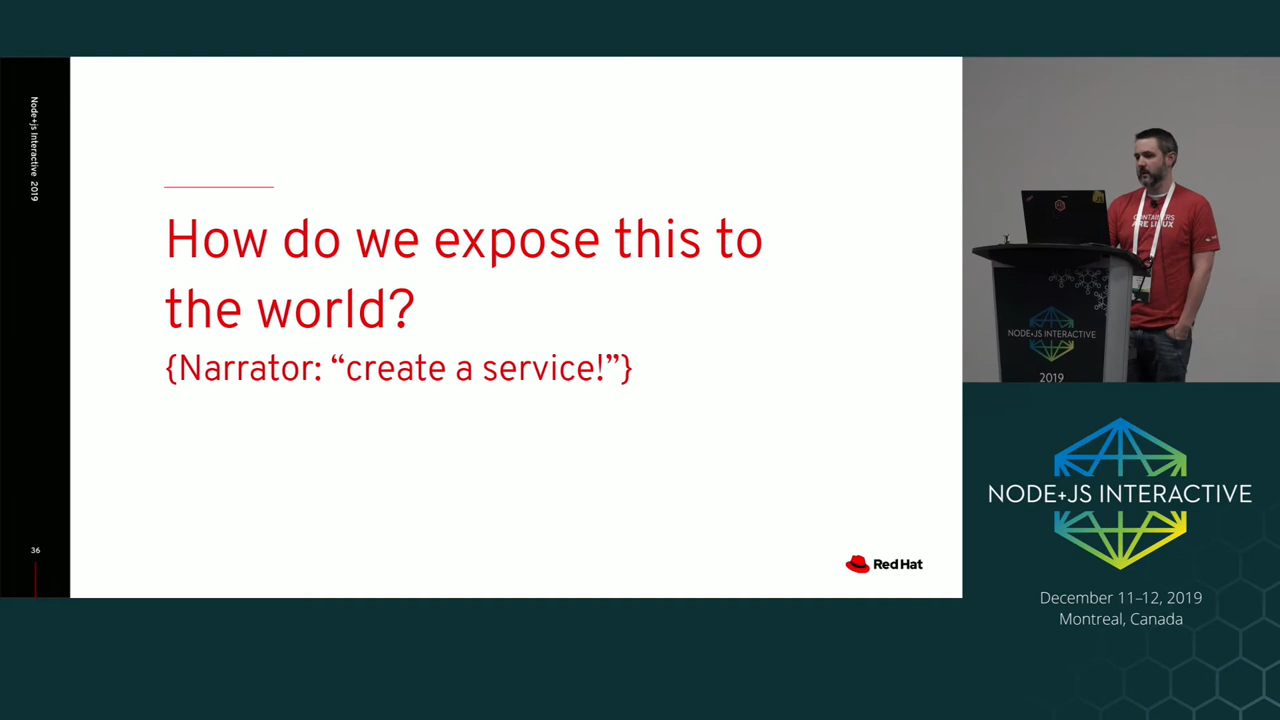 Node+js Interactive 2019
How do we expose this to
the world?
{Narrator: “create a service!”}
36
Red Hat
CONTAINERS
ARE LINUX
NODE+JS INTERACTIVE
2019
NODE+JS INTERACTIVE
December 11–12, 2019
Montreal, Canada